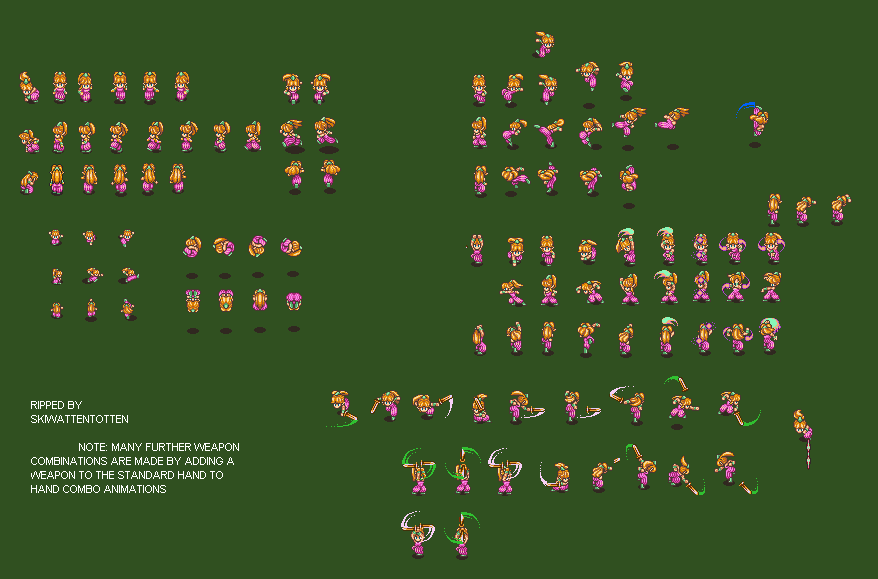 RIPPED BY
SKIWATTENTOTTEN
NOTE: MANY FURTHER WEAPON
COMBINATIONS ARE MADE BY ADDING A
WEAPON TO THE STANDARD HAND TO
HAND COMBO ANIMATIONS